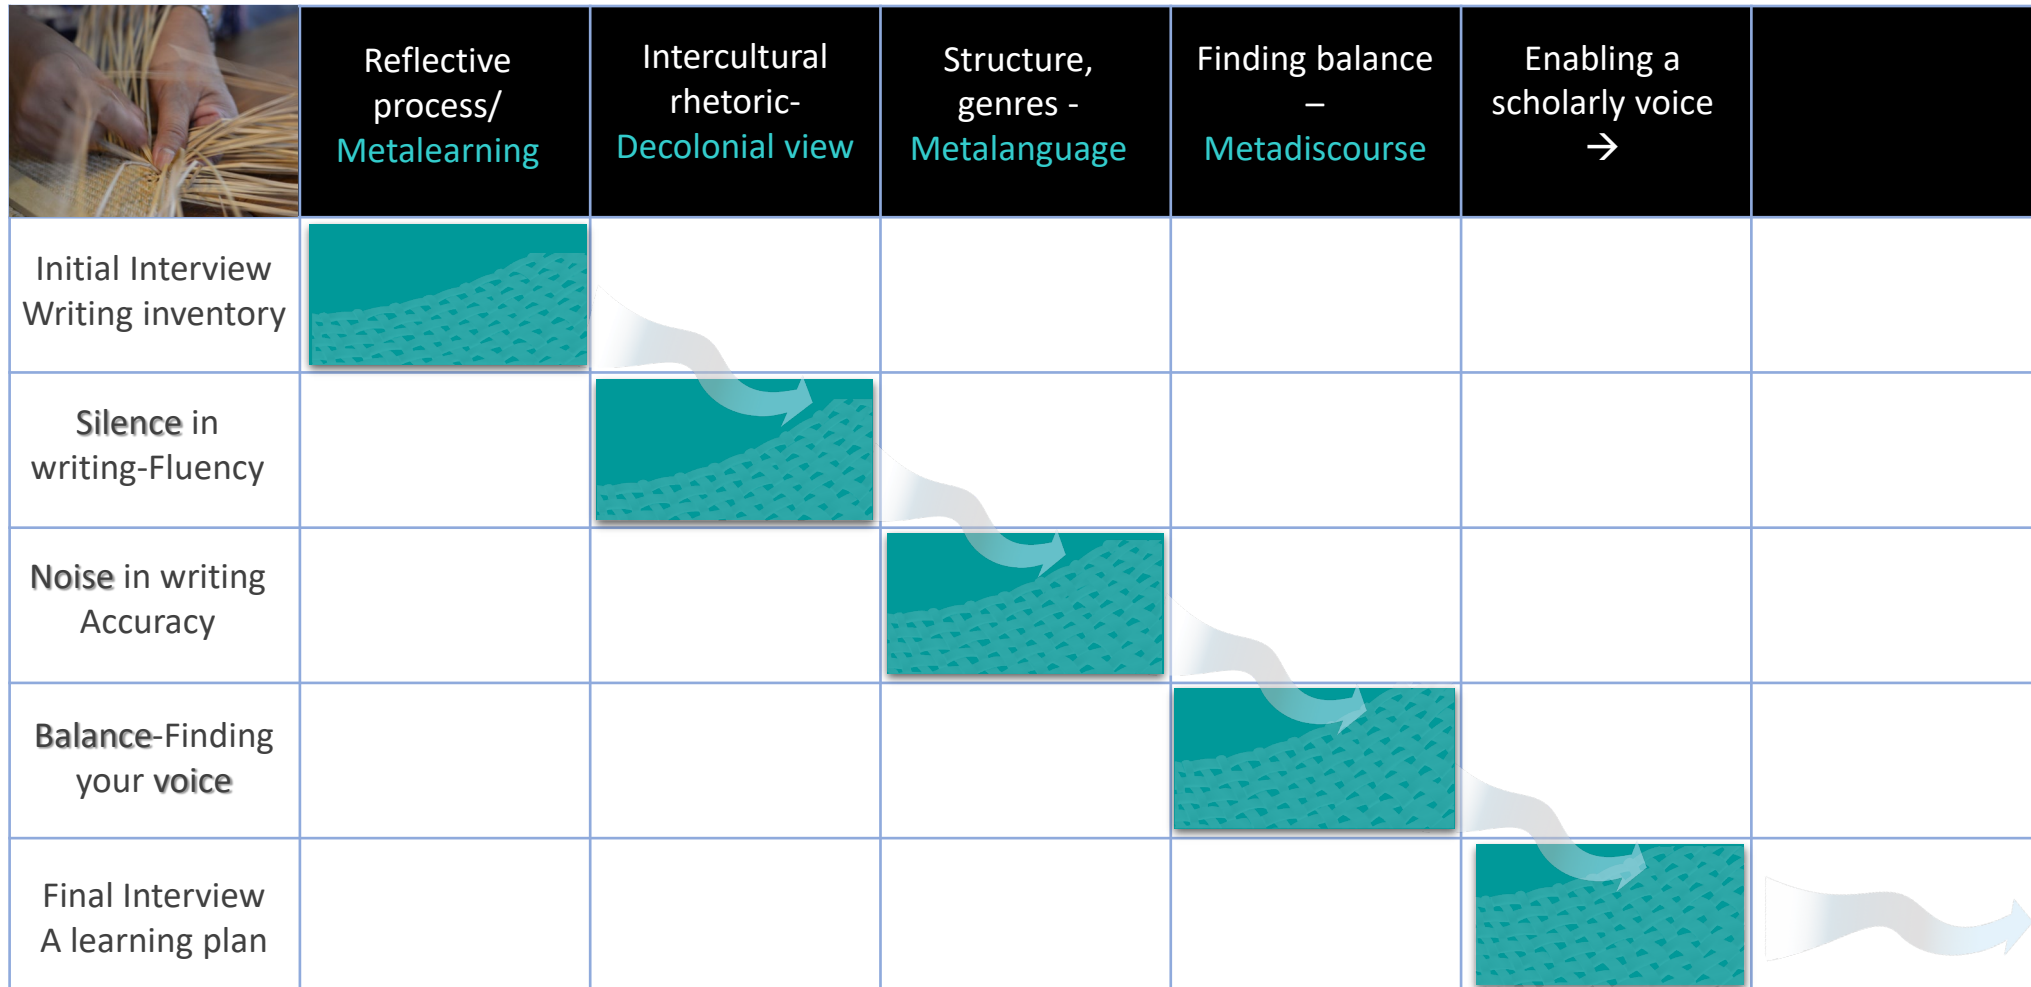 Reflective
process/
Metalearning
Intercultural
rhetoric-
Decolonial view
Structure,
genres -
Metalanguage
Finding balance
–
Metadiscourse
Enabling a
scholarly voice
→
Initial Interview
Writing inventory
Silence in
writing-Fluency
Noise in writing
Accuracy
Balance-Finding
your voice
Final Interview
A learning plan